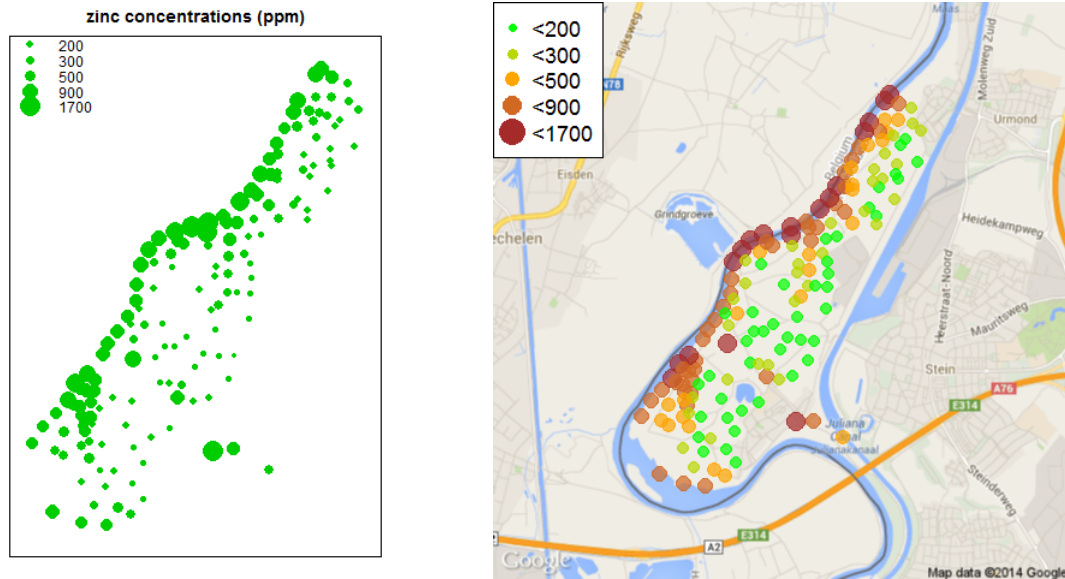 zinc concentrations (ppm)
200
300
500
900
1700
<200
<300
<500
<900
<1700
Maas
Rijksweg
N78
Molenweg Zuid
Urmond
Belgium
Eisden
Grindgroeve
echelen
Heidekampweg
Heerstraat-Noord
Mauritsweg
Stein
A76
E314
Juliana
Canal
Julianakanaal
Steinderweg
E314
A2
Google
Map data ©2014 Google